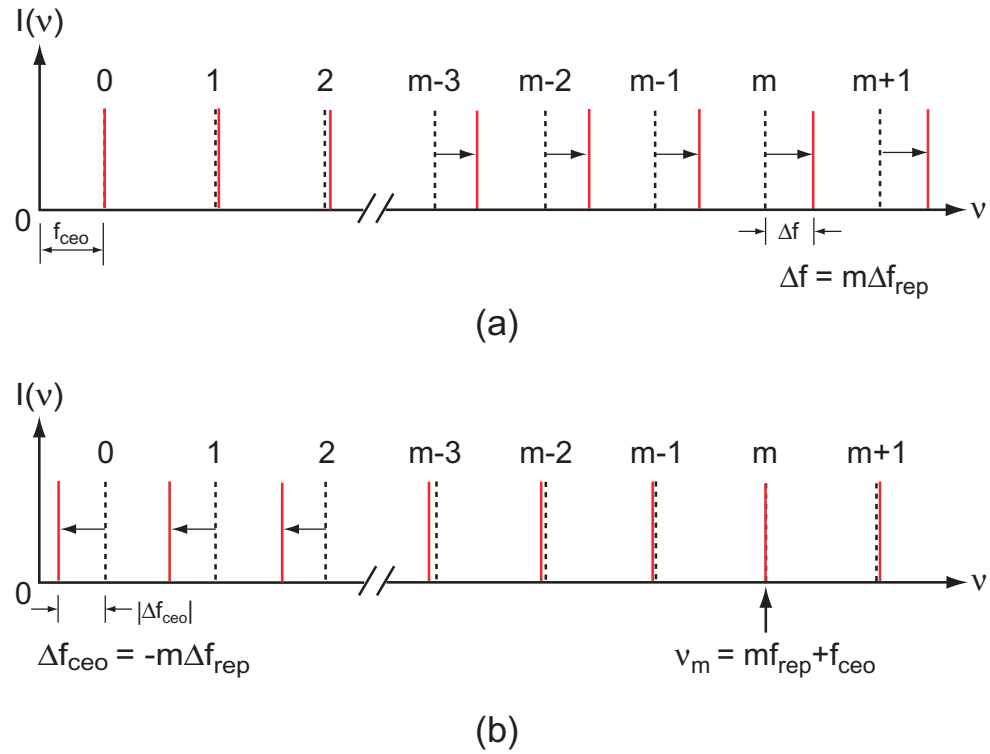 I(ν)
0 1 2 m-3 m-2 m-1 m m+1
0 ν
f_ceo Δf
Δf = mΔf_rep
(a)
I(ν)
0 1 2 m-3 m-2 m-1 m m+1
0 ν
|Δf_ceo|
Δf_ceo = -mΔf_rep ν_m = mf_rep+f_ceo
(b)